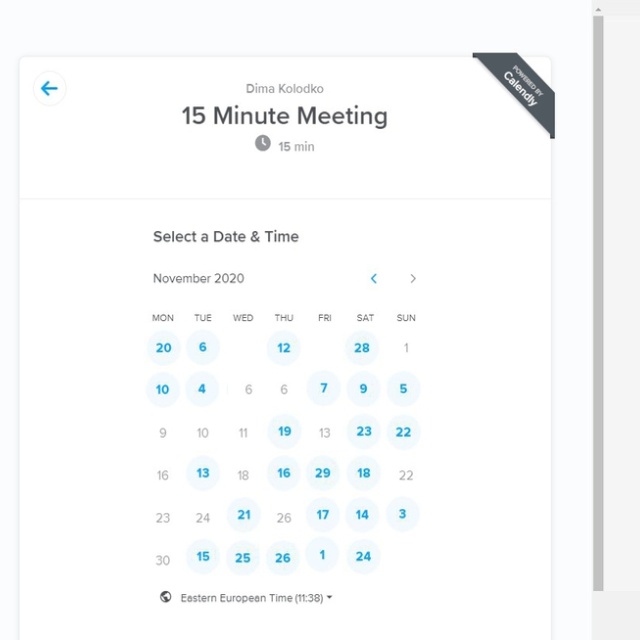 POWERED BY
Calendly
Dima Kolodko
15 Minute Meeting
15 min
Select a Date & Time
November 2020
MON TUE WED THU FRI SAT SUN
20 6 12 28 1
10 4 6 6 7 9 5
9 10 11 19 13 23 22
16 13 18 16 29 18 22
23 24 21 26 17 14 3
30 15 25 26 1 24
Eastern European Time (11:38)